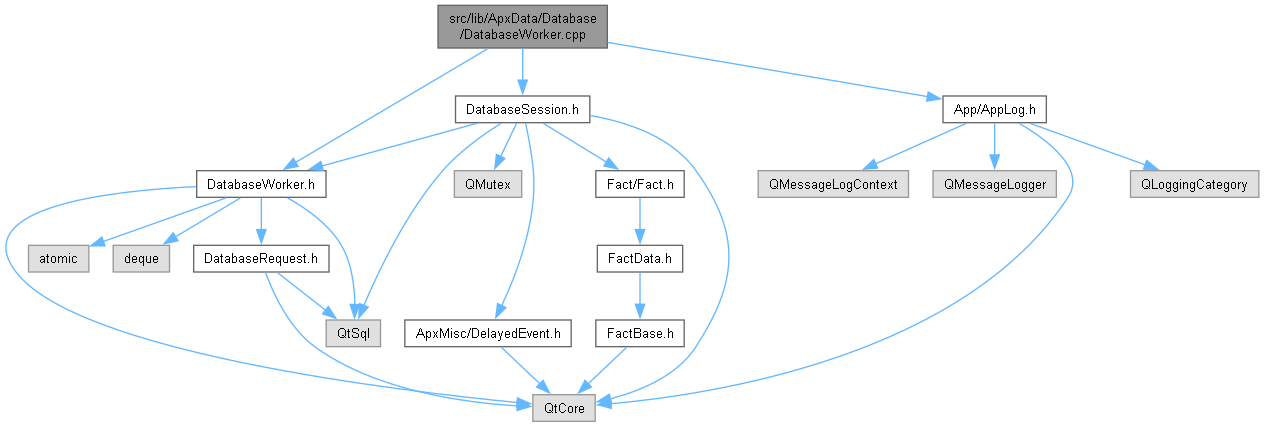 src/lib/ApxData/Database
/DatabaseWorker.cpp
DatabaseSession.h
App/AppLog.h
DatabaseWorker.h
QMutex
Fact/Fact.h
QMessageLogContext
QMessageLogger
QLoggingCategory
atomic
deque
DatabaseRequest.h
FactData.h
QtSql
ApxMisc/DelayedEvent.h
FactBase.h
QtCore